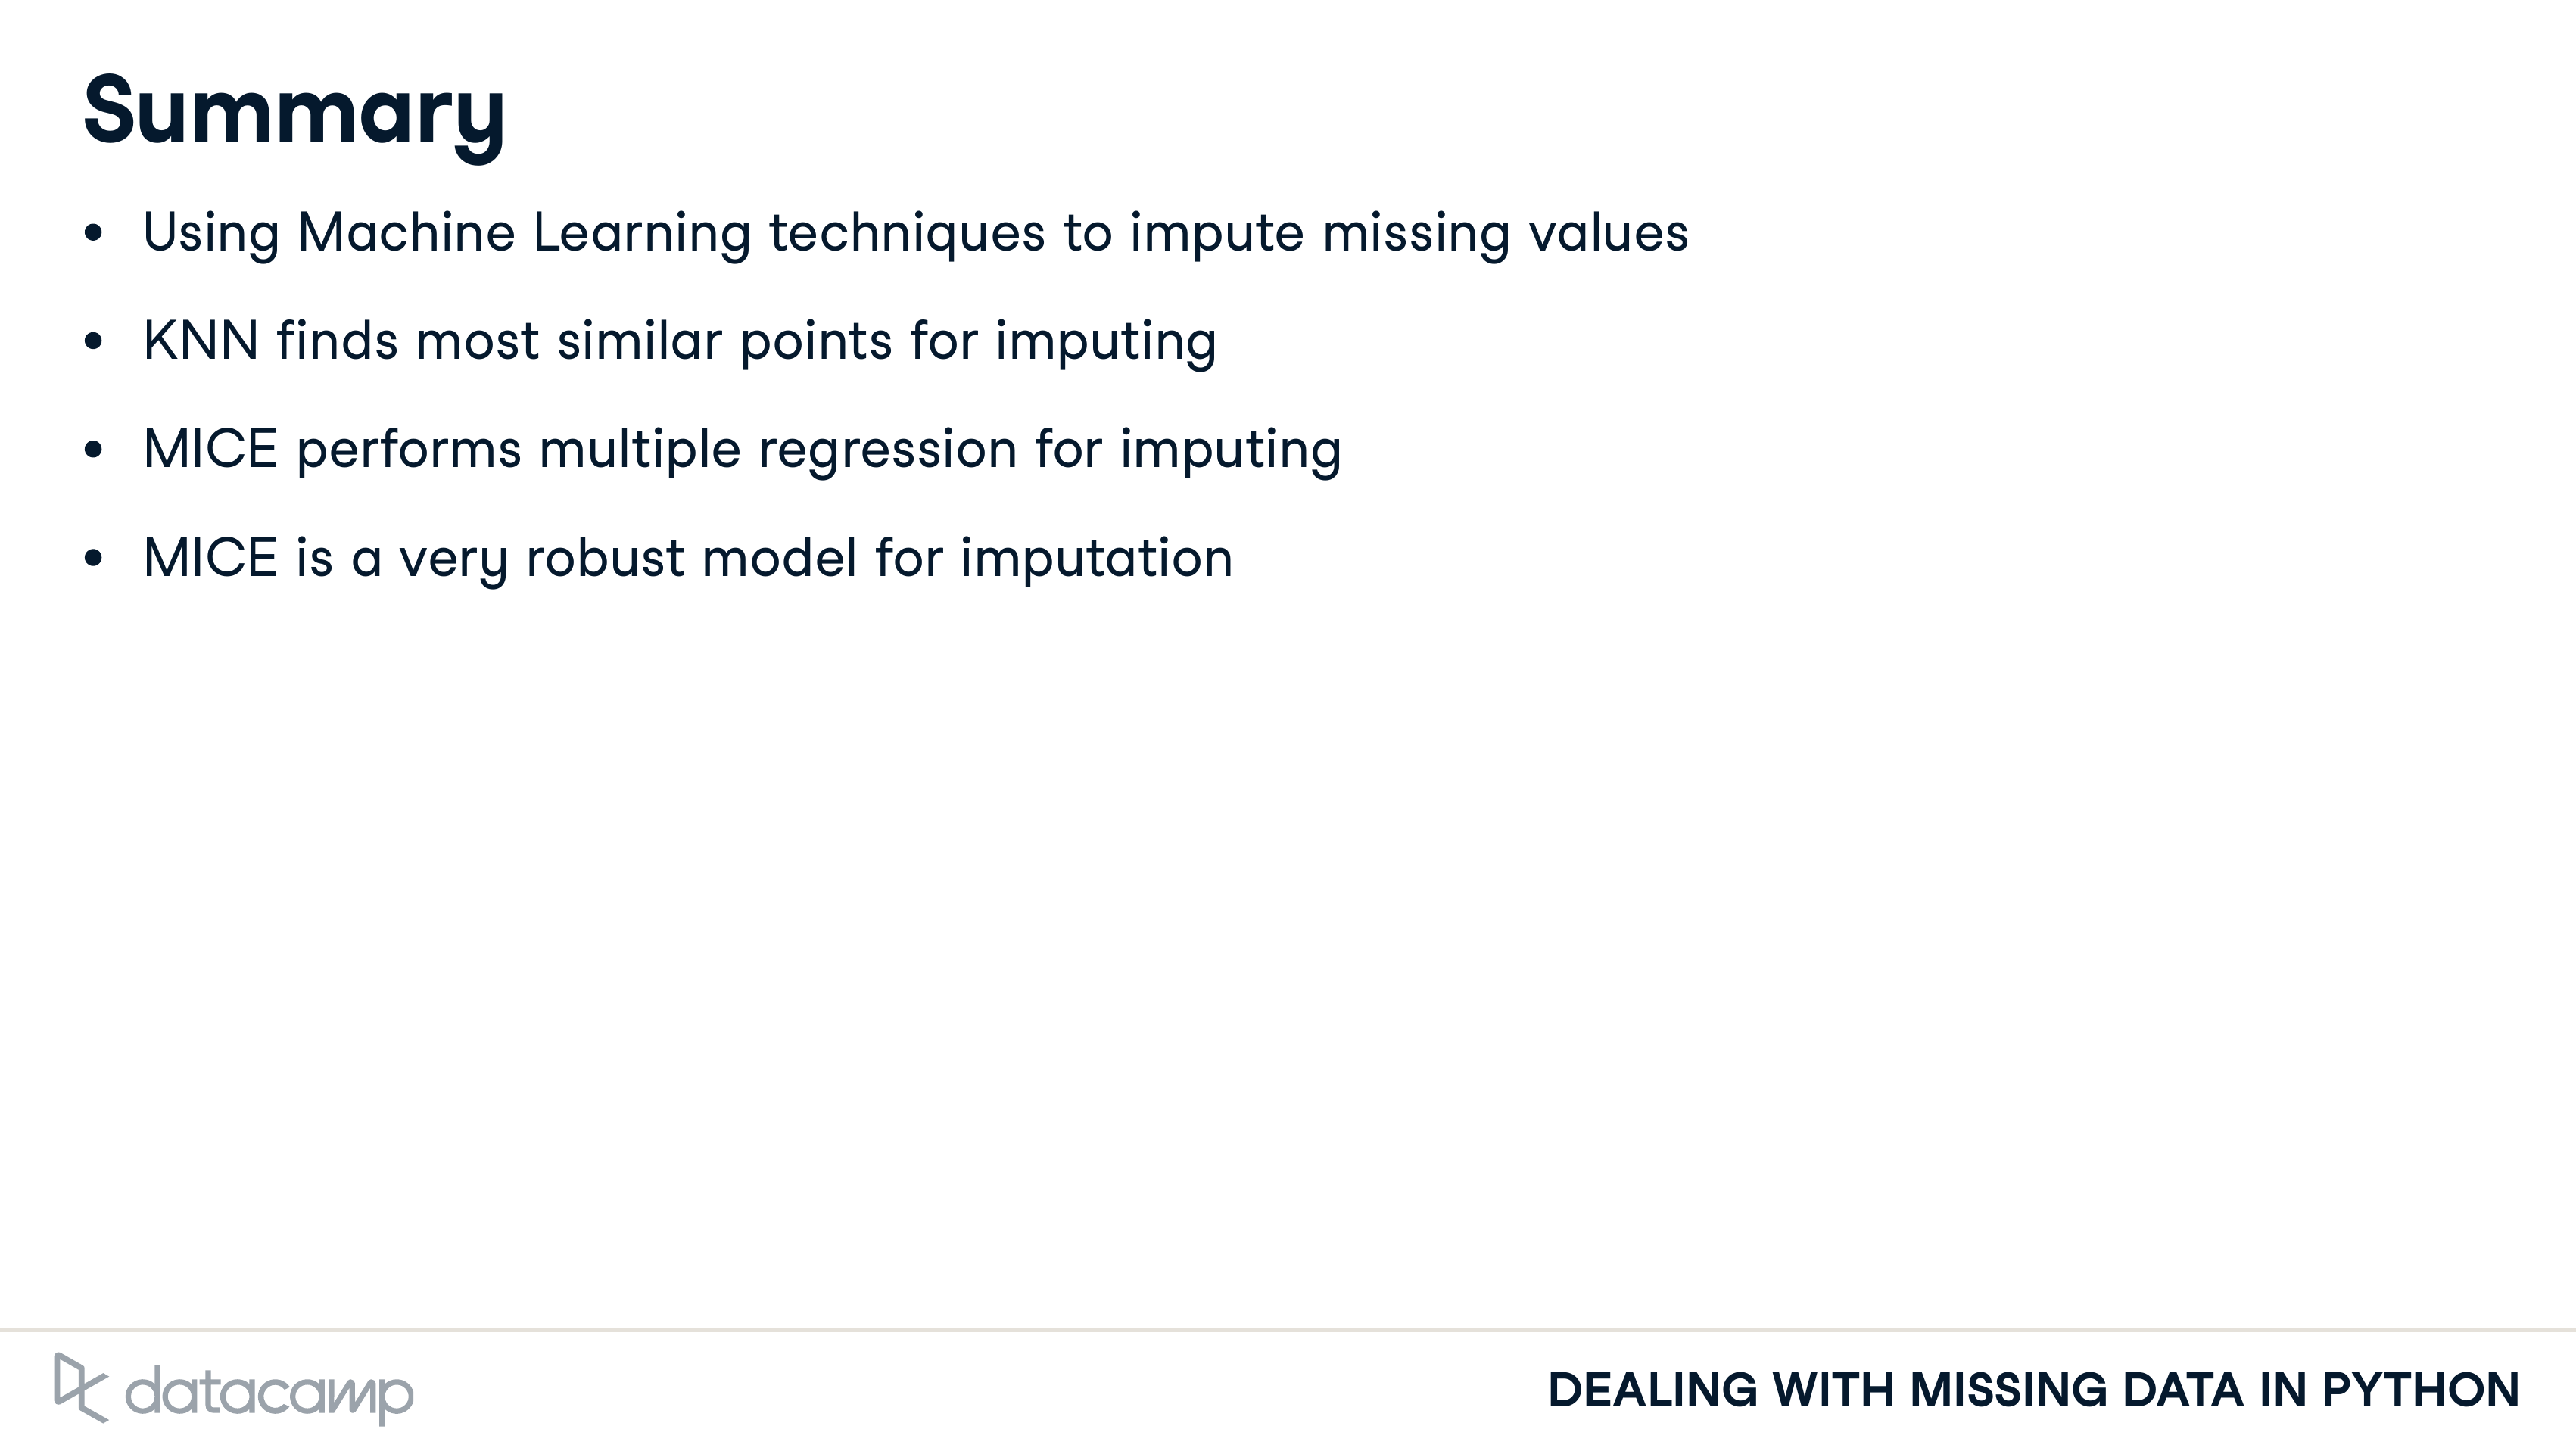 Summary
• Using Machine Learning techniques to impute missing values
• KNN finds most similar points for imputing
• MICE performs multiple regression for imputing
• MICE is a very robust model for imputation
datacamp
DEALING WITH MISSING DATA IN PYTHON